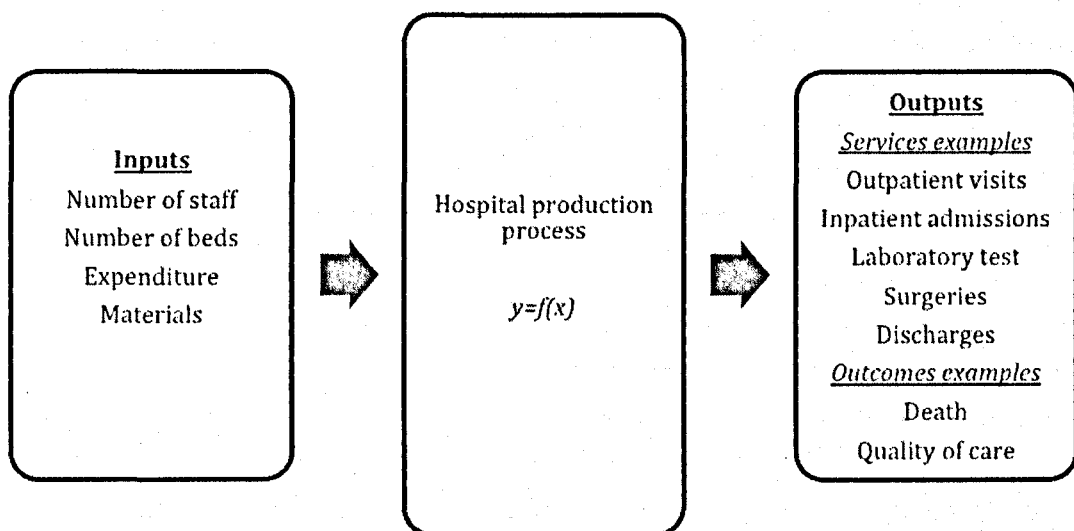 Inputs
Number of staff
Number of beds
Expenditure
Materials
Hospital production
process
y=f(x)
Outputs
Services examples
Outpatient visits
Inpatient admissions
Laboratory test
Surgeries
Discharges
Outcomes examples
Death
Quality of care